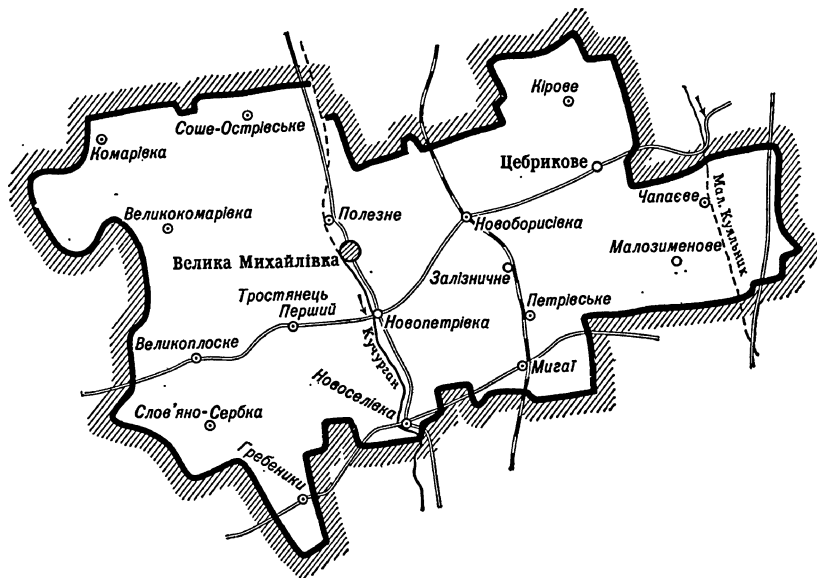 Кірове
Соше-Острівське
Комарівка
Цебрикове
Чапаєве
Мал. Куяльник
Великокомарівка
Полезне
Новоборисівка
Малозименове
Велика Михайлівка
Залізничне
Тростянець
Перший
Петрівське
Новопетрівка
Кучурган
Великоплоске
Мигаї
Новоселівка
Слов'яно-Сербка
Гребеники